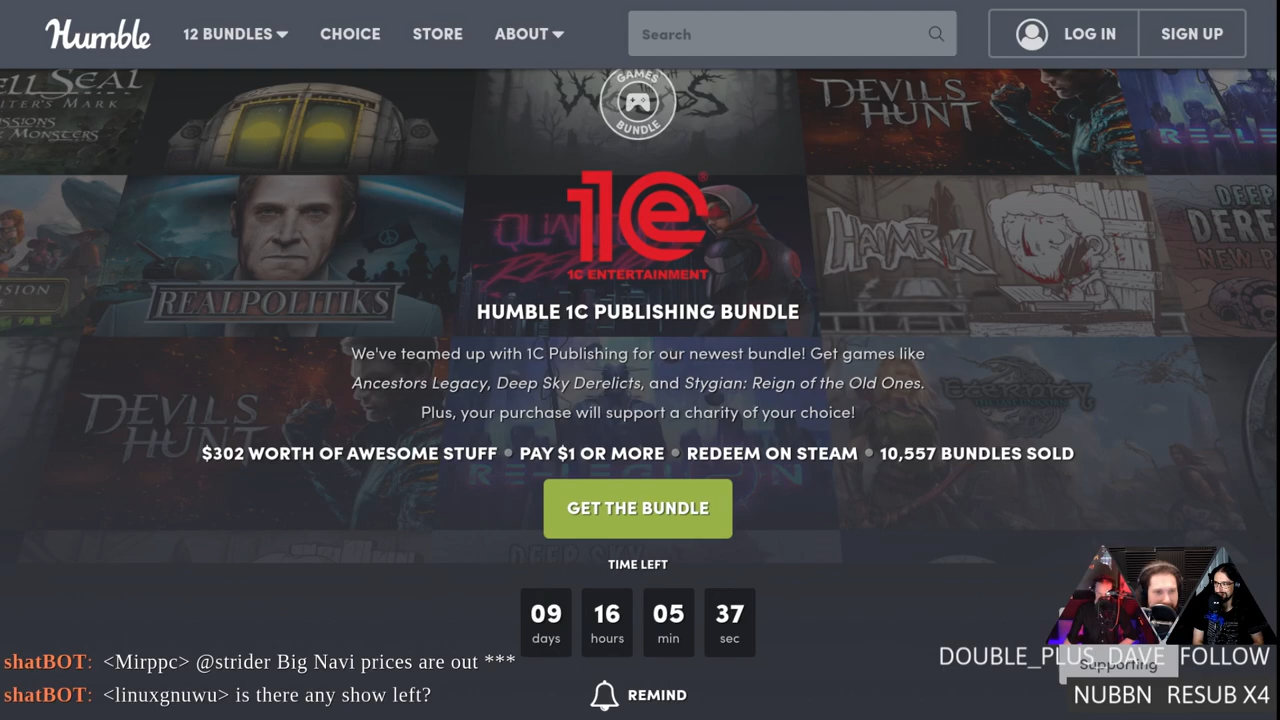 Humble
12 BUNDLES
CHOICE
STORE
ABOUT
Search
LOG IN
SIGN UP
GAMES
BUNDLE
DEVILS
HUNT
1C ENTERTAINMENT
REALPOLITIKS
HUMBLE 1C PUBLISHING BUNDLE
We've teamed up with 1C Publishing for our newest bundle! Get games like
Ancestors Legacy, Deep Sky Derelicts, and Stygian: Reign of the Old Ones.
Plus, your purchase will support a charity of your choice!
DEVILS
HUNT
$302 WORTH OF AWESOME STUFF • PAY $1 OR MORE • REDEEM ON STEAM • 10,557 BUNDLES SOLD
GET THE BUNDLE
TIME LEFT
09 16 05 37
days hours min sec
shatBOT: <Mirppc> @strider Big Navi prices are out ***
shatBOT: <linuxgnuwu> is there any show left?
REMIND
DOUBLE_PLUS_DAVE FOLLOW
Supporting
NUBBN RESUB X4